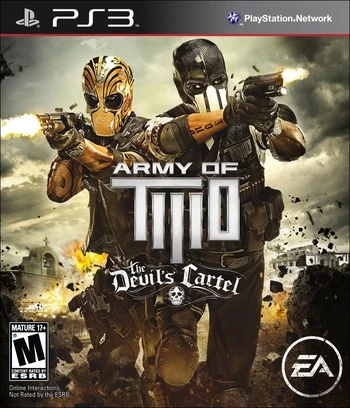 PS3
PlayStation®Network
ARMY OF
TWO
the
Devil's Cartel
MATURE 17+
M
CONTENT RATED BY
ESRB
Online Interactions
Not Rated by the ESRB
EA